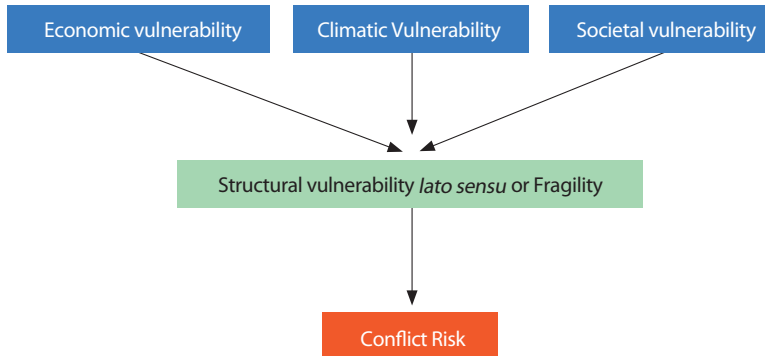 Economic vulnerability
Climatic Vulnerability
Societal vulnerability
Structural vulnerability lato sensu or Fragility
Conflict Risk